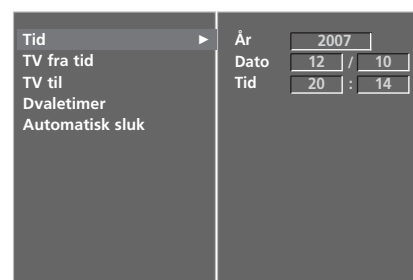 Tid ►
TV fra tid
TV til
Dvaletimer
Automatisk sluk
År 2007
Dato 12 / 10
Tid 20 : 14